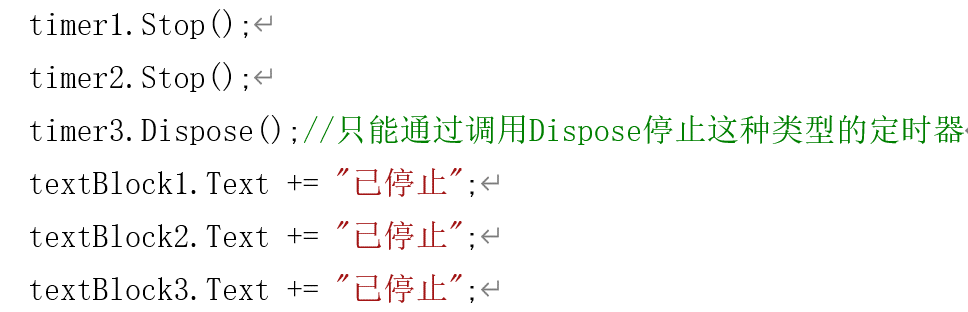 timer1.Stop();
timer2.Stop();
timer3.Dispose();//只能通过调用Dispose停止这种类型的定时器
textBlock1.Text += "已停止";
textBlock2.Text += "已停止";
textBlock3.Text += "已停止";